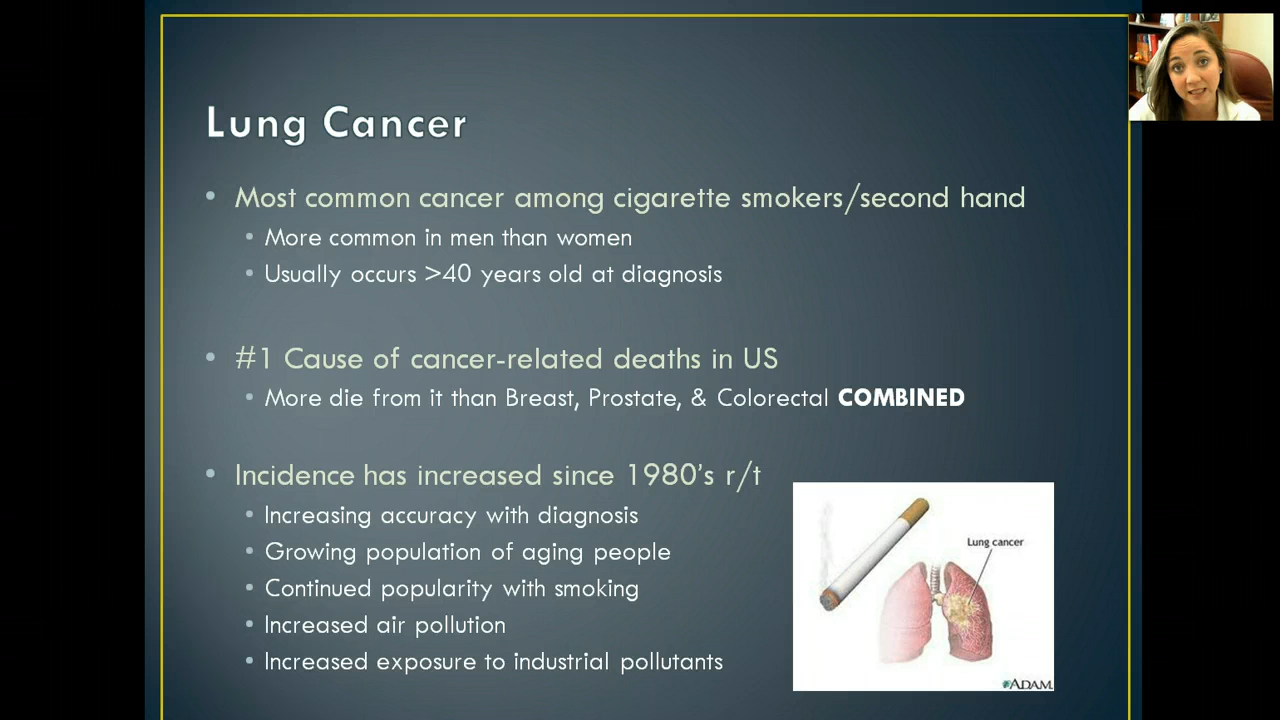 Lung Cancer
• Most common cancer among cigarette smokers/second hand
• More common in men than women
• Usually occurs >40 years old at diagnosis
• #1 Cause of cancer-related deaths in US
• More die from it than Breast, Prostate, & Colorectal COMBINED
• Incidence has increased since 1980's r/t
• Increasing accuracy with diagnosis
• Growing population of aging people
• Continued popularity with smoking
• Increased air pollution
• Increased exposure to industrial pollutants
Lung cancer
ADAM